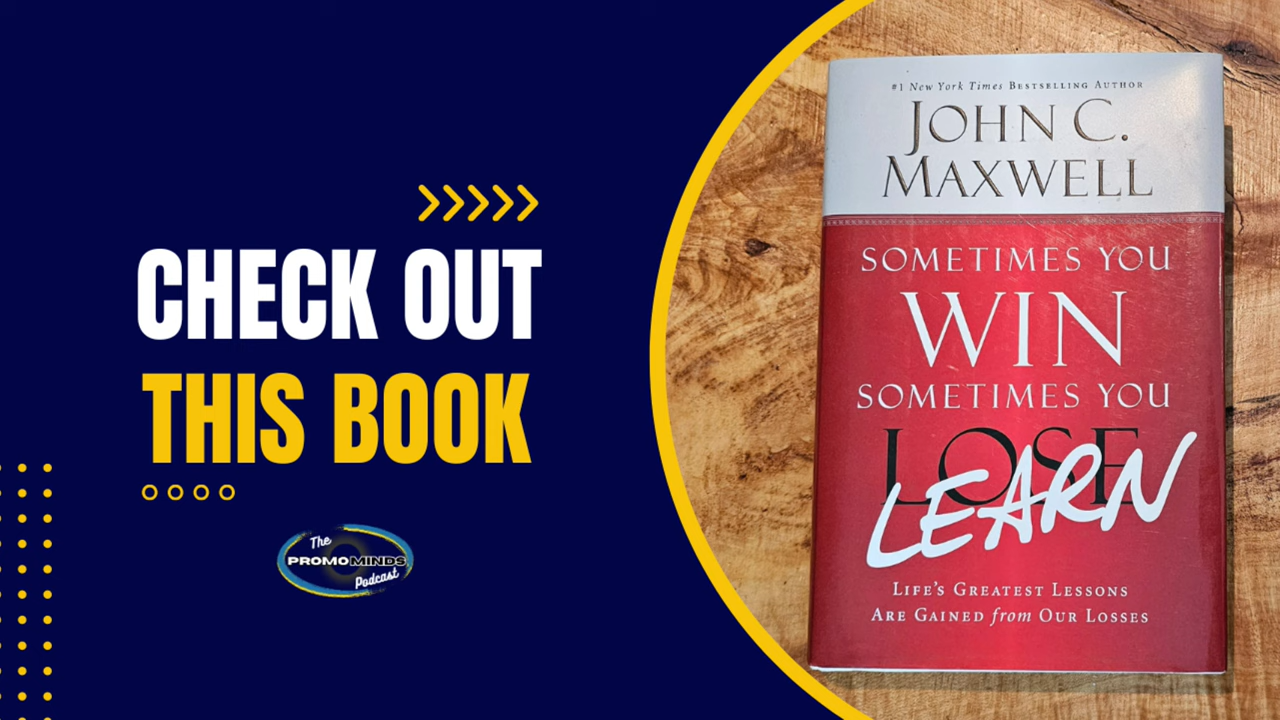 CHECK OUT
THIS BOOK
The
PROMOMINDS
Podcast
#1 New York Times BESTSELLING AUTHOR
JOHN C.
MAXWELL
SOMETIMES YOU
WIN
SOMETIMES YOU
LOSE
LEARN
LIFE'S GREATEST LESSONS
ARE GAINED from OUR LOSSES